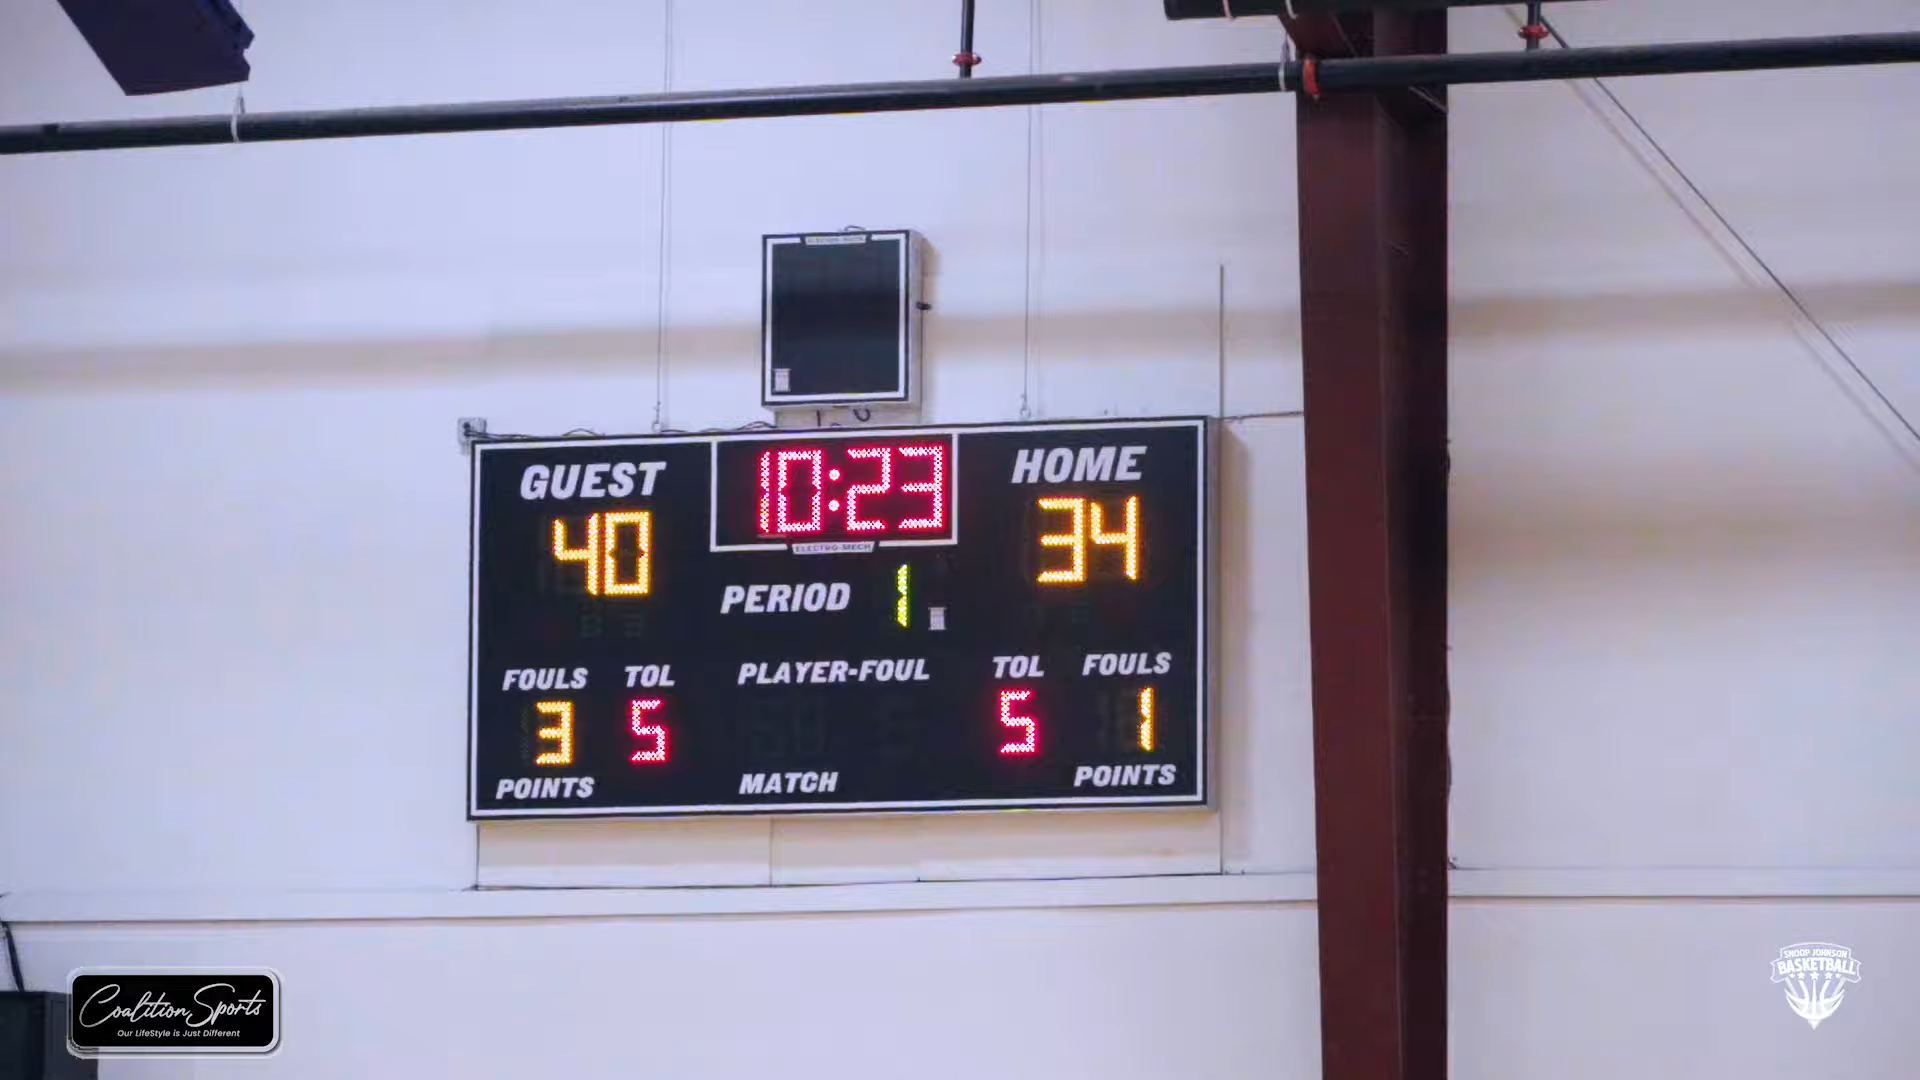 GUEST
10:23
HOME
40
34
ELECTRO-MECH
PERIOD 1
FOULS TOL PLAYER-FOUL TOL FOULS
3 5 5 1
POINTS MATCH POINTS
Coalition Sports
Our LifeStyle is Just Different
SNOOP JOHNSON
BASKETBALL